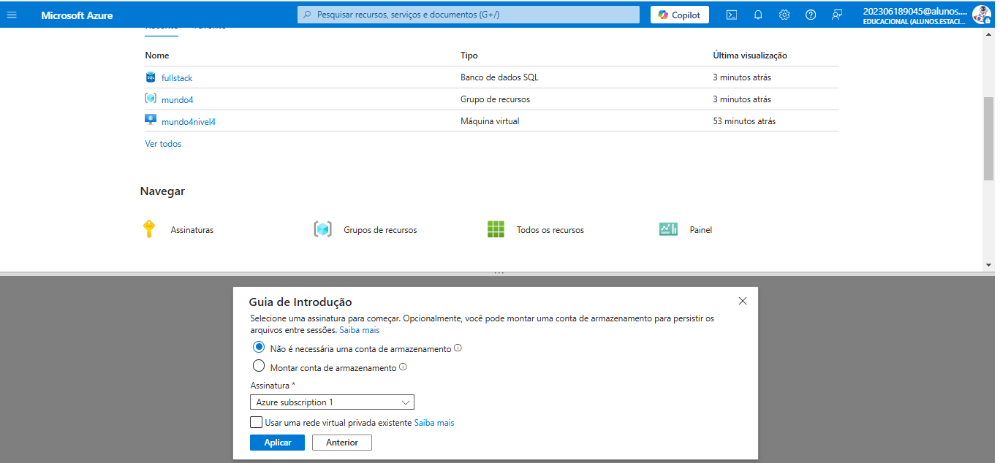 Microsoft Azure
Pesquisar recursos, serviços e documentos (G+/)
Copilot
202306189045@alunos....
EDUCACIONAL (ALUNOS.ESTACI...
Recente Favorito
Nome Tipo Última visualização
fullstack Banco de dados SQL 3 minutos atrás
mundo4 Grupo de recursos 3 minutos atrás
mundo4nivel4 Máquina virtual 53 minutos atrás
Ver todos
Navegar
Assinaturas Grupos de recursos Todos os recursos Painel
Guia de Introdução
Selecione uma assinatura para começar. Opcionalmente, você pode montar uma conta de armazenamento para persistir os
arquivos entre sessões. Saiba mais
Não é necessária uma conta de armazenamento
Montar conta de armazenamento
Assinatura *
Azure subscription 1
Usar uma rede virtual privada existente Saiba mais
Aplicar Anterior